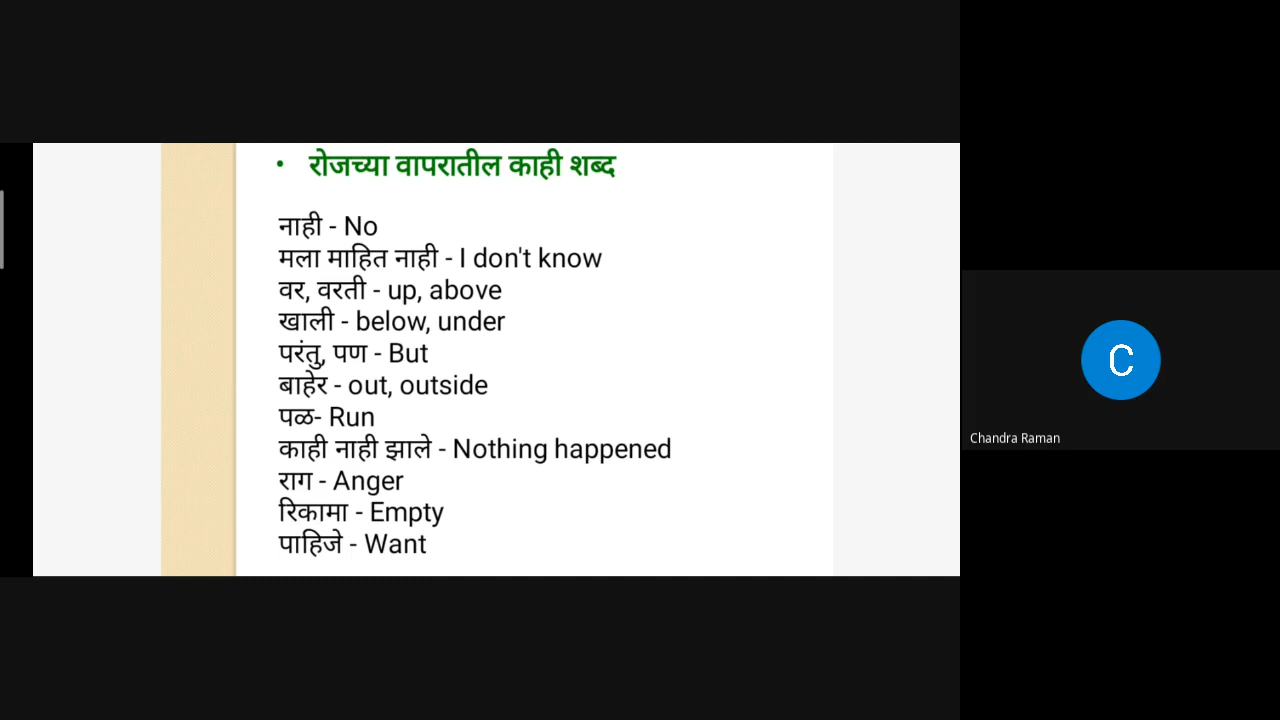 • रोजच्या वापरातील काही शब्द
नाही - No
मला माहित नाही - I don't know
वर, वरती - up, above
खाली - below, under
परंतु, पण - But
बाहेर - out, outside
पळ- Run
काही नाही झाले - Nothing happened
राग - Anger
रिकामा - Empty
पाहिजे - Want
C
Chandra Raman